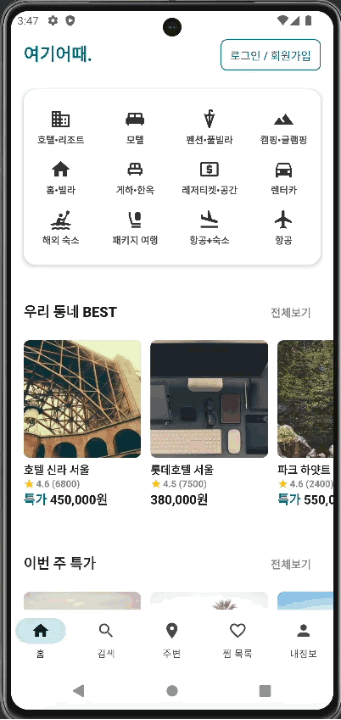 3:47
여기어때.
로그인 / 회원가입
호텔•리조트 모텔 펜션•풀빌라 캠핑•글램핑
홈•빌라 게하•한옥 레저티켓•공간 렌터카
해외 숙소 패키지 여행 항공+숙소 항공
우리 동네 BEST 전체보기
호텔 신라 서울 롯데호텔 서울 파크 하얏트
4.6 (6800) 4.5 (7500) 4.6 (2400)
특가 450,000원 380,000원 특가 550,0
이번 주 특가 전체보기
홈 검색 주변 찜 목록 내정보